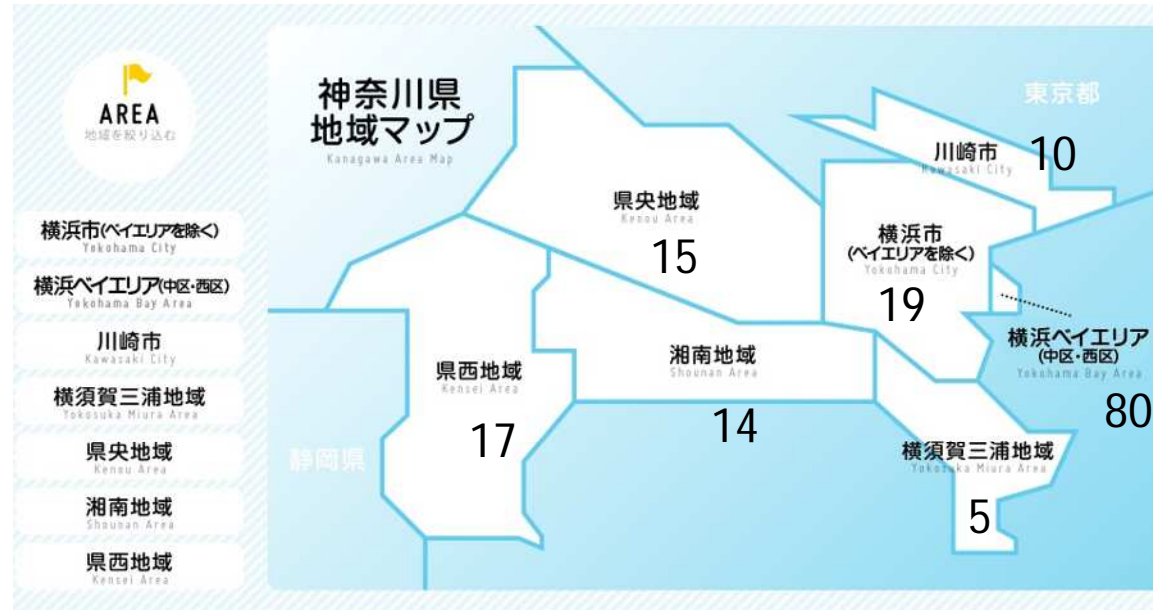 AREA
地域を絞り込む
横浜市(ベイエリアを除く)
Yokohama City
横浜ベイエリア(中区・西区)
Yokohama Bay Area
川崎市
Kawasaki City
横須賀三浦地域
Yokosuka Miura Area
県央地域
Kenou Area
湘南地域
Shounan Area
県西地域
Kensei Area
神奈川県
地域マップ
Kanagawa Area Map
東京都
川崎市
Kawasaki City
10
県央地域
Kenou Area
15
横浜市
(ベイエリアを除く)
Yokohama City
19
横浜ベイエリア
(中区・西区)
Yokohama Bay Area
80
湘南地域
Shounan Area
14
県西地域
Kensei Area
17
静岡県
横須賀三浦地域
Yokosuka Miura Area
5